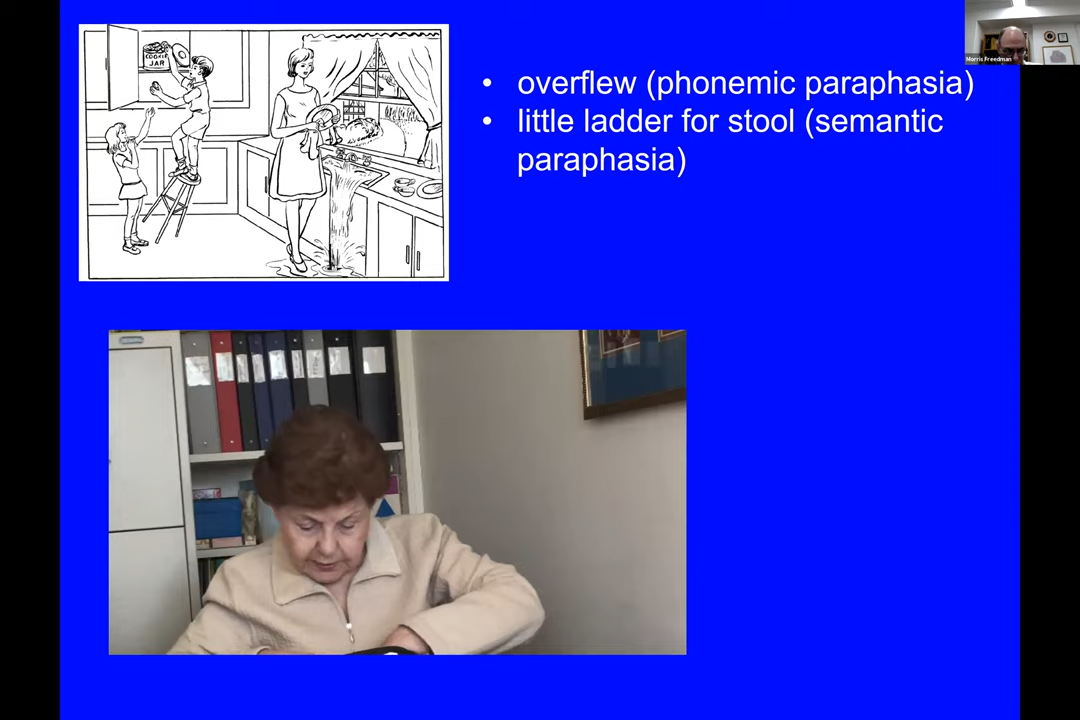 COOKIE
JAR
• overflew (phonemic paraphasia)
• little ladder for stool (semantic
paraphasia)
Morris Freedman